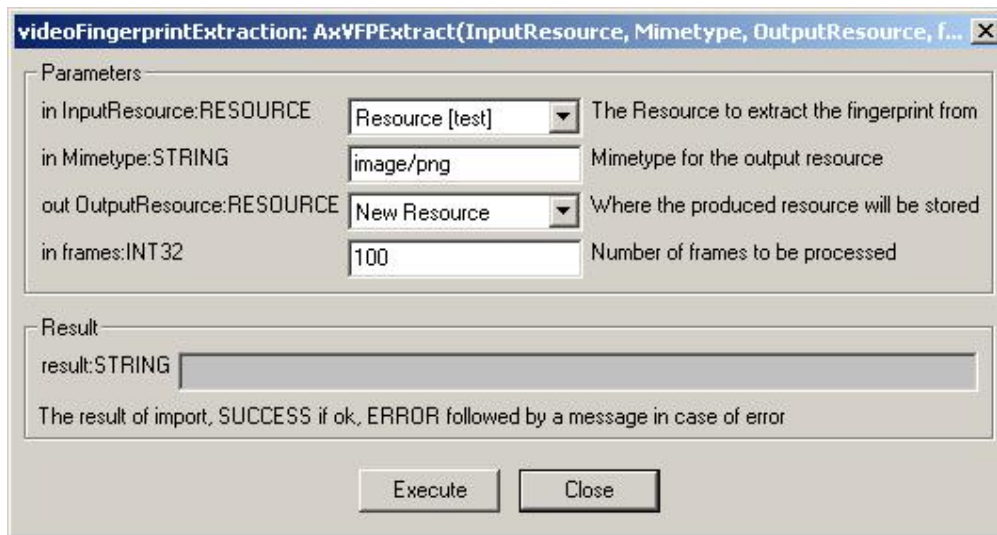 videoFingerprintExtraction: AxVFPExtract(InputResource, Mimetype, OutputResource, f...
Parameters
in InputResource:RESOURCE Resource [test] The Resource to extract the fingerprint from
in Mimetype:STRING image/png Mimetype for the output resource
out OutputResource:RESOURCE New Resource Where the produced resource will be stored
in frames:INT32 100 Number of frames to be processed
Result
result:STRING
The result of import, SUCCESS if ok, ERROR followed by a message in case of error
Execute Close